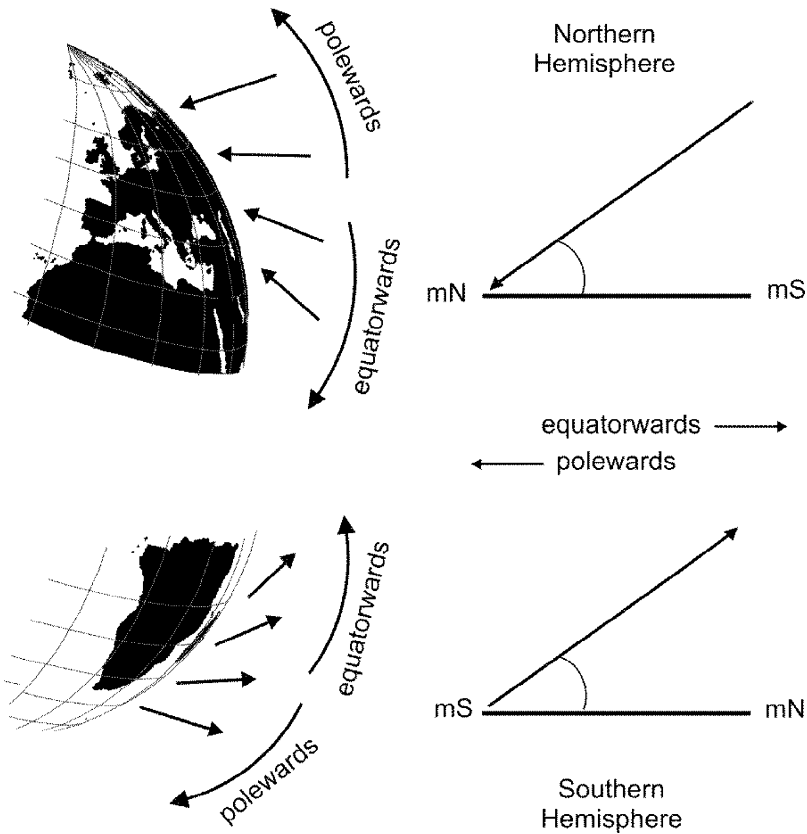 polewards
equatorwards
Northern
Hemisphere
mN
mS
equatorwards
polewards
equatorwards
polewards
mS
mN
Southern
Hemisphere